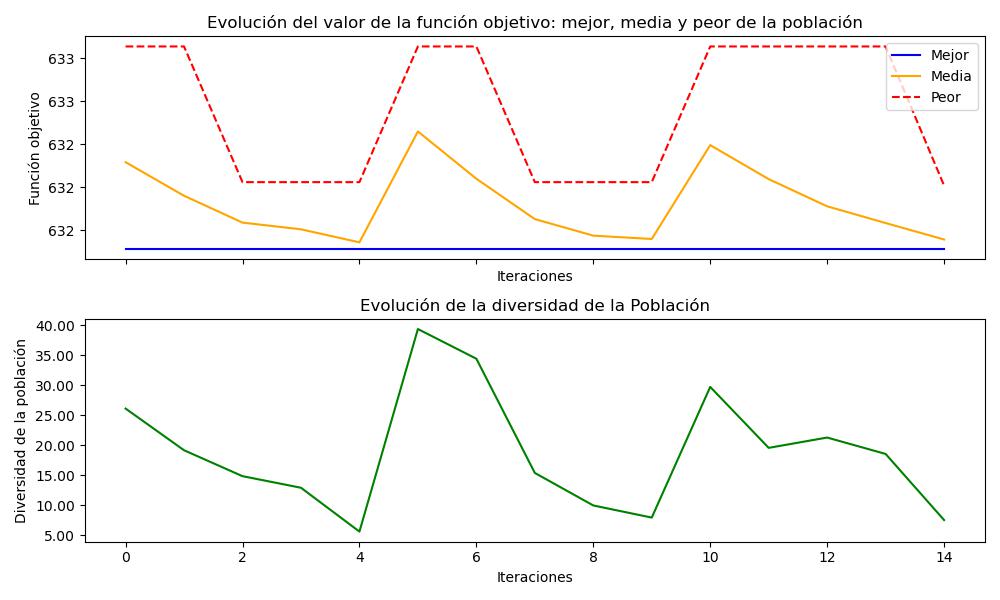 Evolución del valor de la función objetivo: mejor, media y peor de la población
633
633
632
632
632
Función objetivo
Mejor
Media
Peor
Iteraciones
Evolución de la diversidad de la Población
40.00
35.00
30.00
25.00
20.00
15.00
10.00
5.00
Diversidad de la población
0 2 4 6 8 10 12 14
Iteraciones